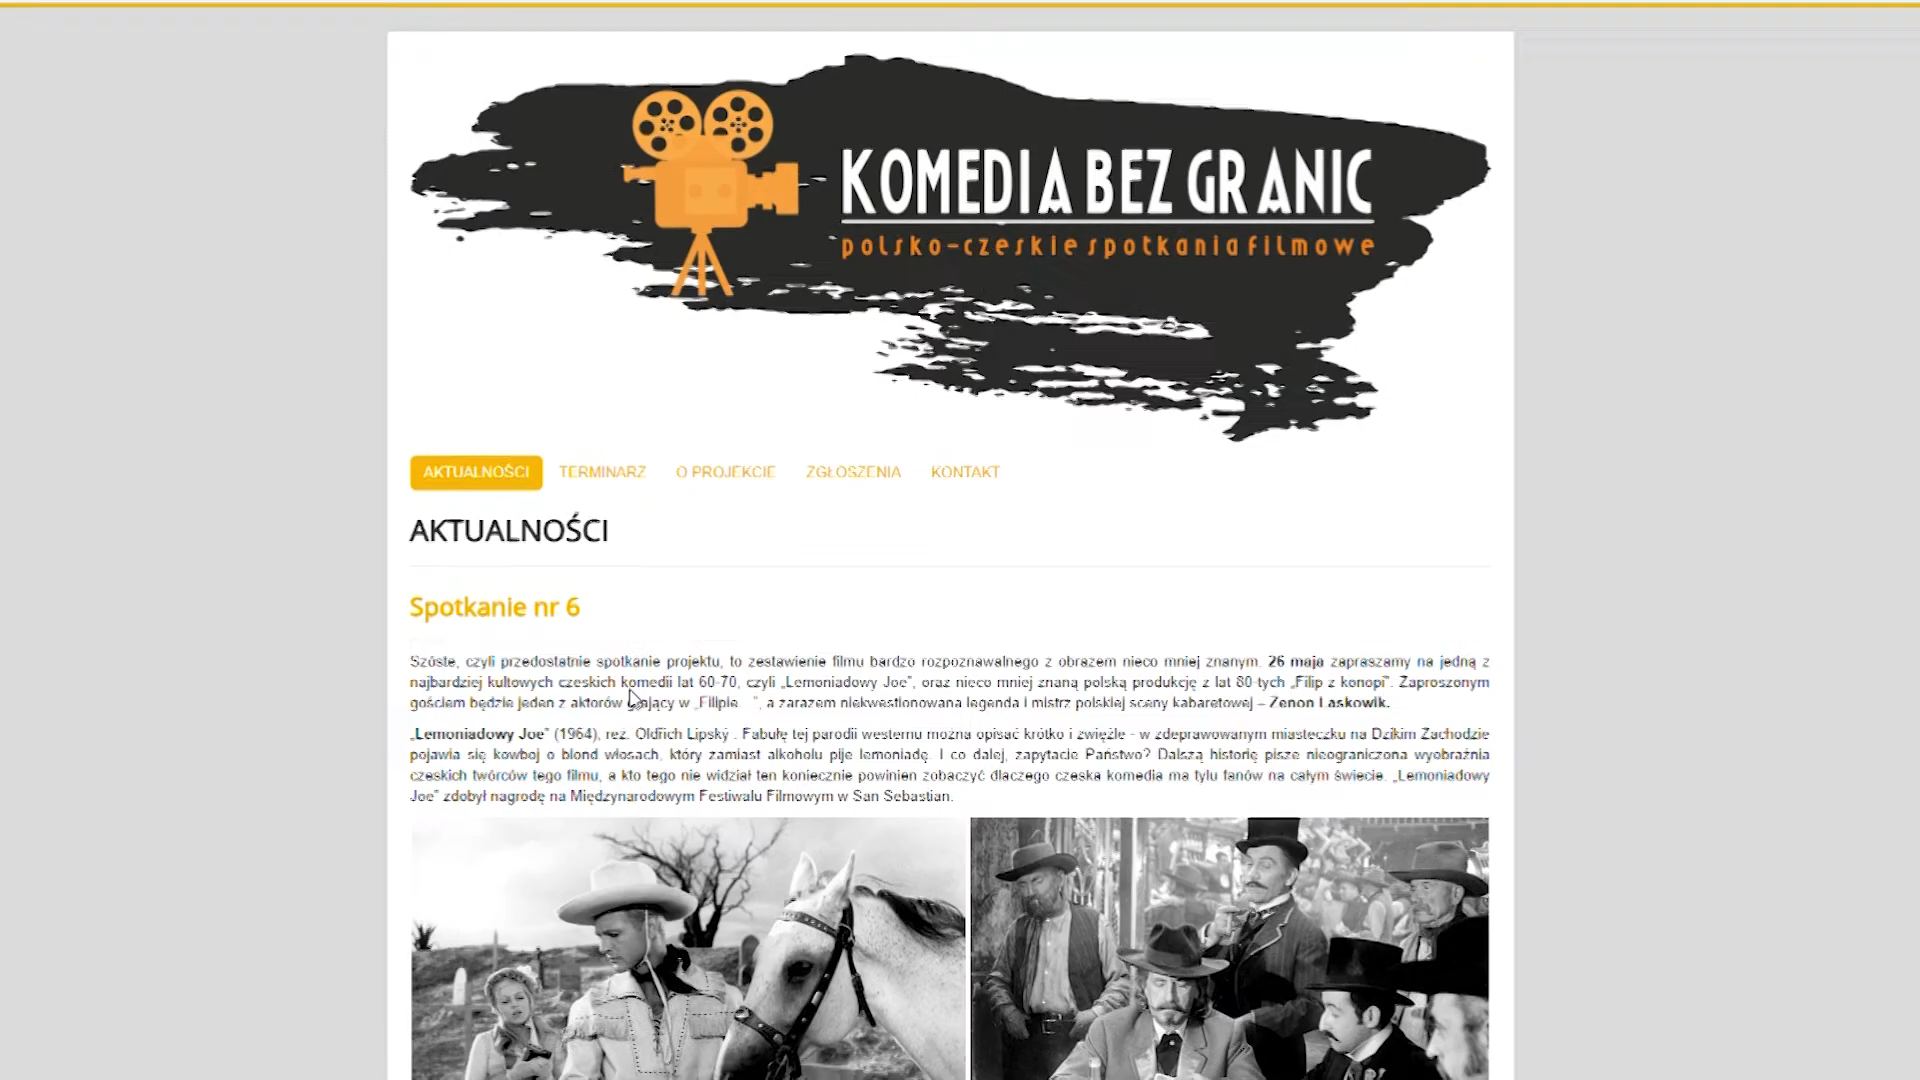 KOMEDIA BEZ GRANIC
polsko-czeskie spotkania filmowe
AKTUALNOŚCI TERMINARZ O PROJEKCIE ZGŁOSZENIA KONTAKT
AKTUALNOŚCI
Spotkanie nr 6
Szóste, czyli przedostatnie spotkanie projektu, to zestawienie filmu bardzo rozpoznawalnego z obrazem nieco mniej znanym. 26 maja zapraszamy na jedną z
najbardziej kultowych czeskich komedii lat 60-70, czyli „Lemoniadowy Joe”, oraz nieco mniej znaną polską produkcję z lat 80-tych „Filip z konopi”. Zaproszonym
gościem będzie jeden z aktorów grający w „Filipie...”, a zarazem niekwestionowana legenda i mistrz polskiej sceny kabaretowej – Zenon Laskowik.
„Lemoniadowy Joe” (1964), reż. Oldřich Lipský . Fabułę tej parodii westernu można opisać krótko i zwięźle - w zdeprawowanym miasteczku na Dzikim Zachodzie
pojawia się kowboj o blond włosach, który zamiast alkoholu pije lemoniadę. I co dalej, zapytacie Państwo? Dalszą historię pisze nieograniczona wyobraźnia
czeskich twórców tego filmu, a kto tego nie widział ten koniecznie powinien zobaczyć dlaczego czeska komedia ma tylu fanów na całym świecie. „Lemoniadowy
Joe” zdobył nagrodę na Międzynarodowym Festiwalu Filmowym w San Sebastian.